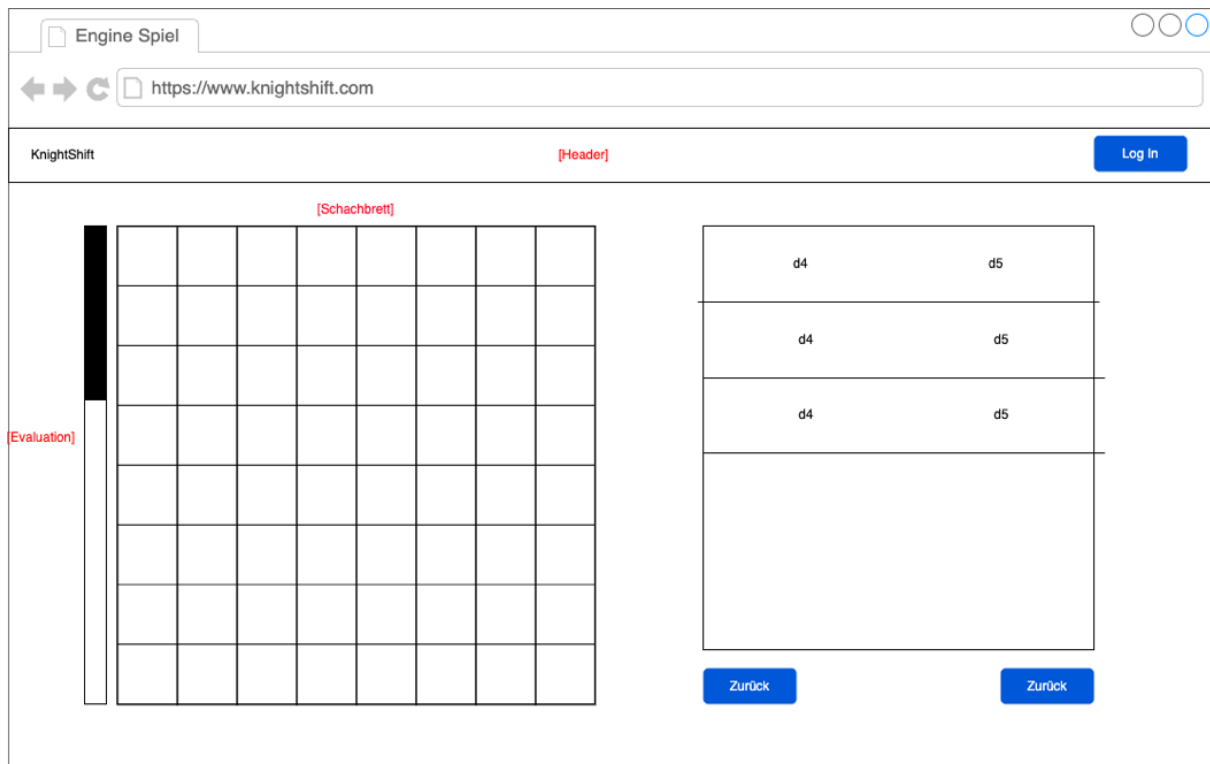 Engine Spiel
https://www.knightshift.com
KnightShift
[Header]
Log In
[Schachbrett]
[Evaluation]
d4 d5
d4 d5
d4 d5
Zurück Zurück